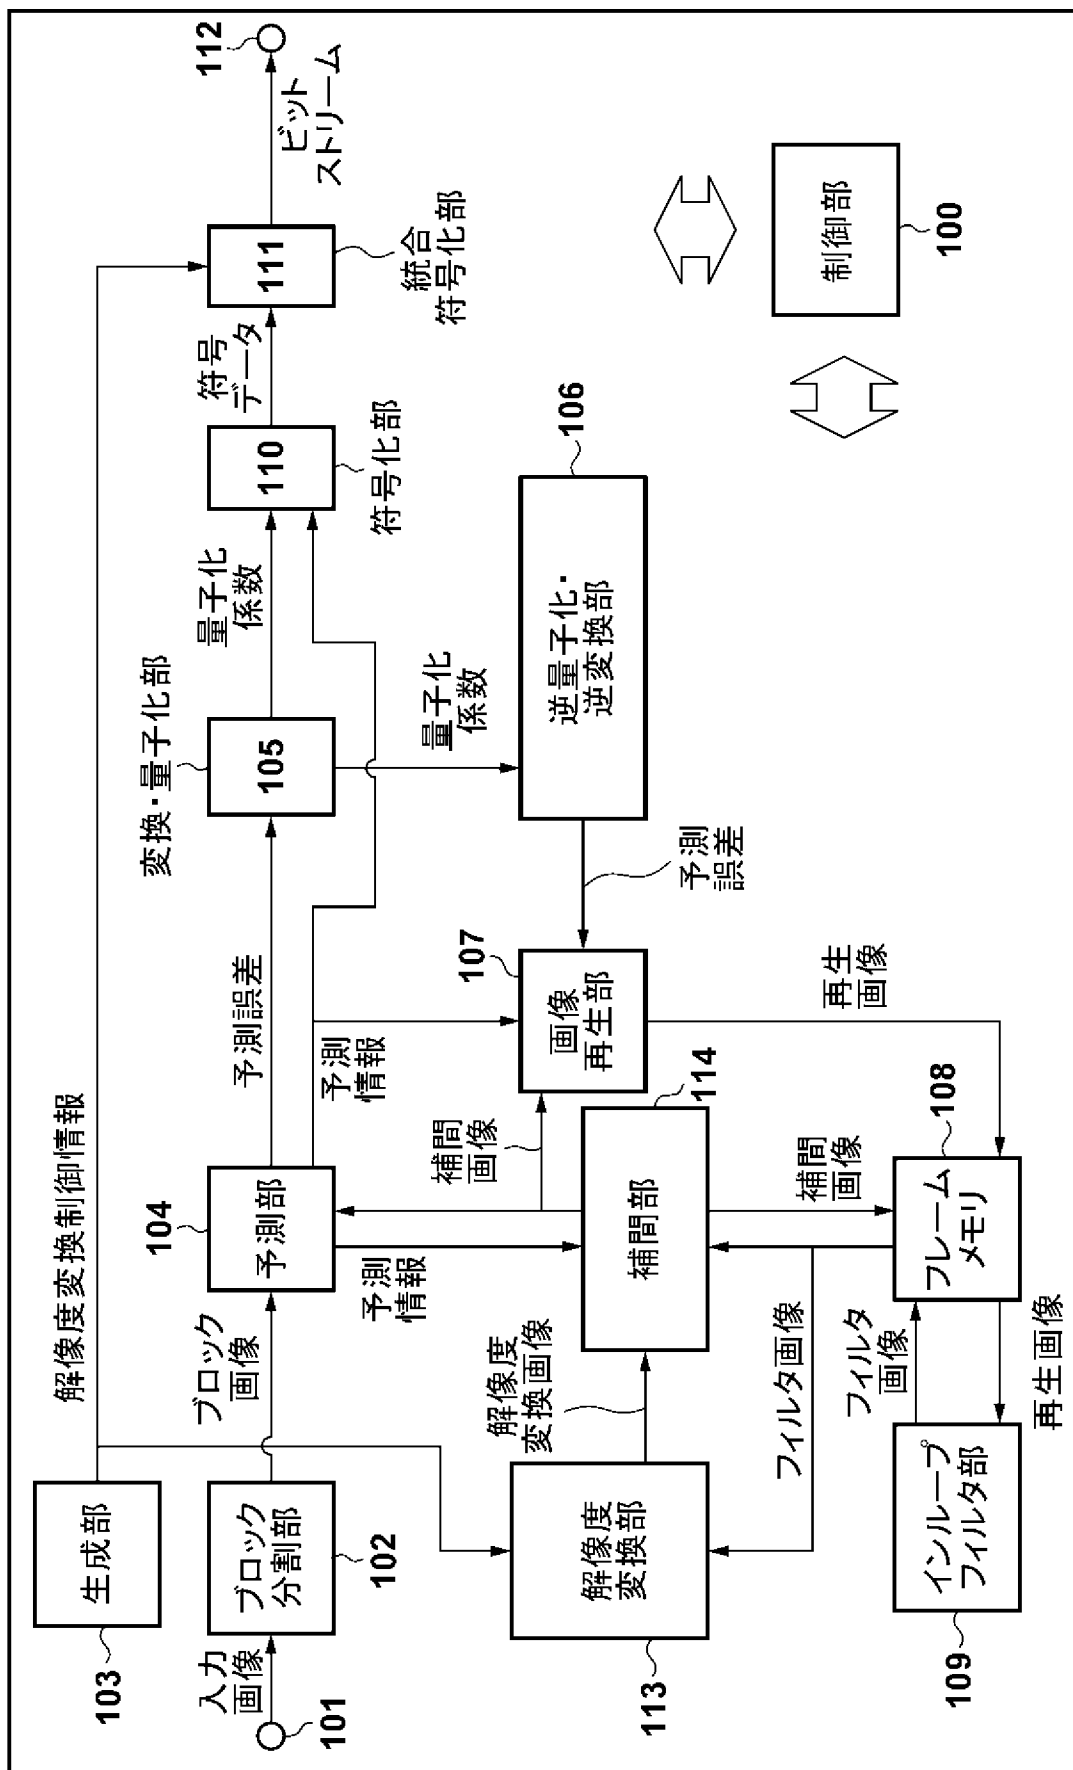 103
生成部
解像度変換制御情報
101
入力
画像
ブロック
分割部
102
ブロック
画像
104
予測部
予測誤差
変換・量子化部
105
量子化
係数
110
符号化部
符号
データ
111
統合
符号化部
ビット
ストリーム
112
予測
情報
予測
情報
量子化
係数
106
逆量子化・
逆変換部
予測
誤差
107
画像
再生部
補間
画像
113
解像度
変換部
解像度
変換画像
補間部
114
フィルタ画像
補間
画像
再生
画像
108
フレーム
メモリ
フィルタ
画像
再生画像
109
インループ
フィルタ部
制御部
100